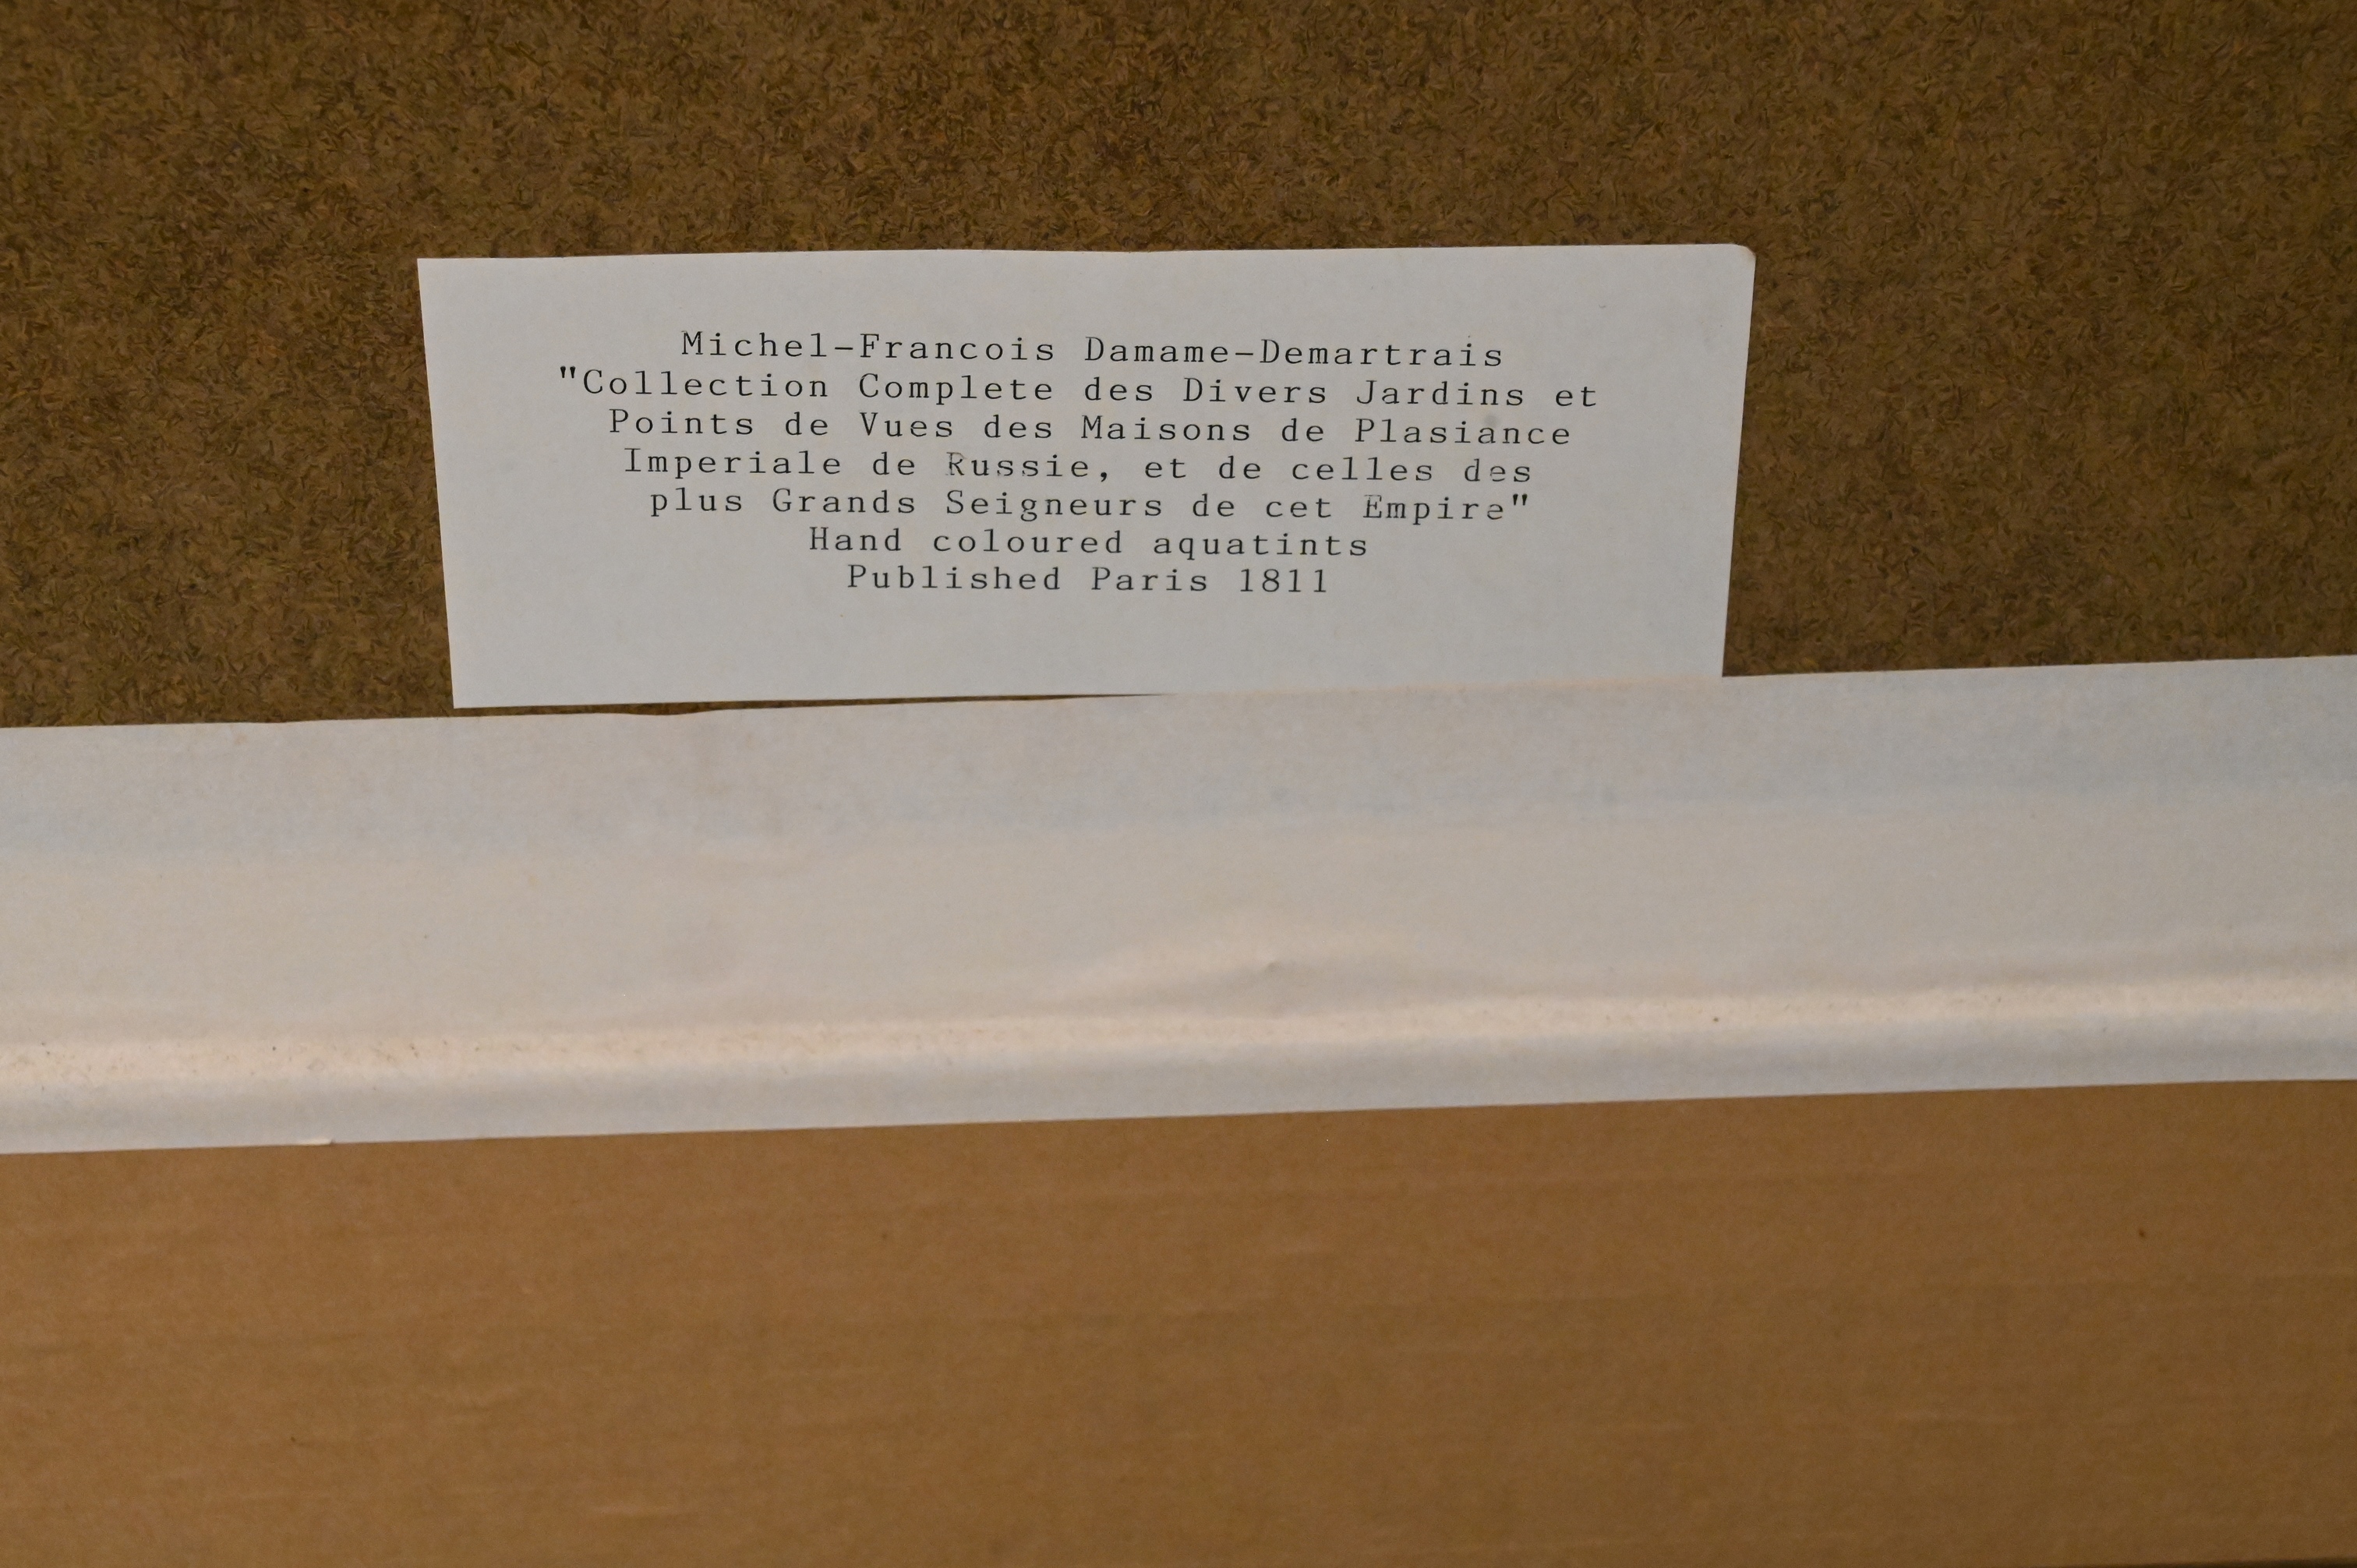 Michel-Francois Damame-Demartrais
"Collection Complete des Divers Jardins et
Points de Vues des Maisons de Plasiance
Imperiale de Russie, et de celles des
plus Grands Seigneurs de cet Empire"
Hand coloured aquatints
Published Paris 1811